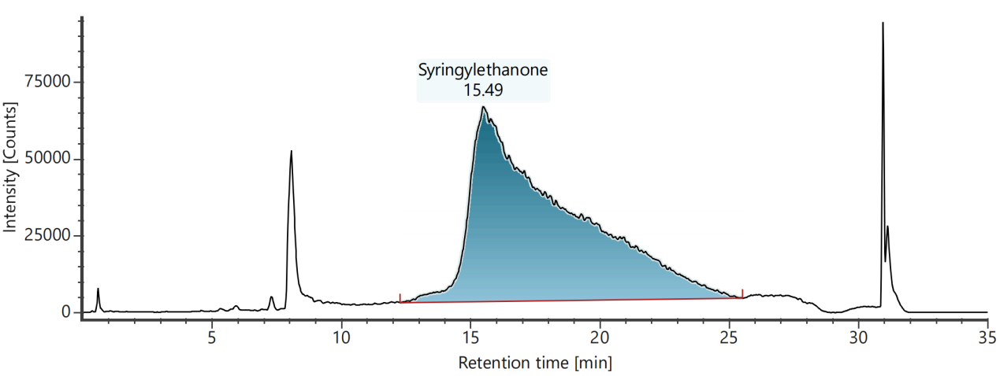 Syringylethanone
15.49
Intensity [Counts]
75000
50000
25000
0
5 10 15 20 25 30 35
Retention time [min]